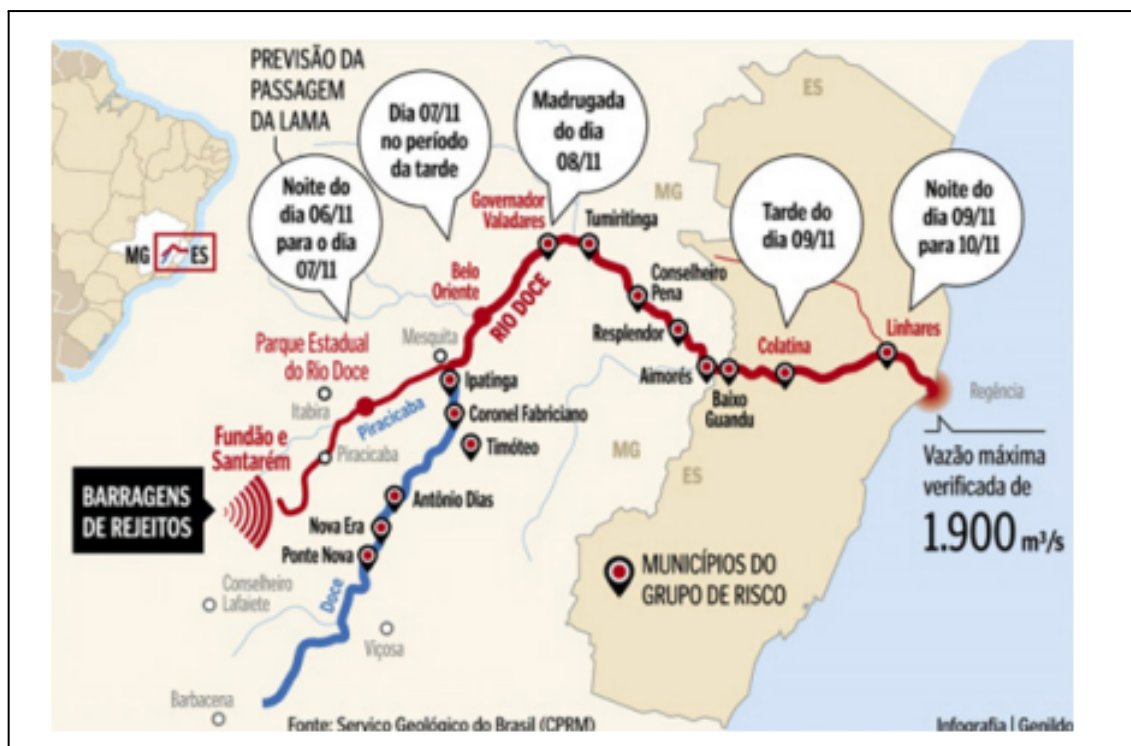 PREVISÃO DA
PASSAGEM
DA LAMA
Noite do
dia 06/11
para o dia
07/11
Dia 07/11
no período
da tarde
Madrugada
do dia
08/11
Tarde do
dia 09/11
Noite do
dia 09/11
para 10/11
ES
MG
MG
ES
MG
ES
Governador
Valadares
Tumiritinga
Belo
Oriente
RIO DOCE
Conselheiro
Pena
Resplendor
Aimorés
Baixo
Guandu
Colatina
Linhares
Regência
Mesquita
Parque Estadual
do Rio Doce
Itabira
Piracicaba
Ipatinga
Coronel Fabriciano
Timóteo
Fundão e
Santarém
Piracicaba
BARRAGENS
DE REJEITOS
Antônio Dias
Nova Era
Ponte Nova
Doce
Conselheiro
Lafaiete
Viçosa
Barbacena
Vazão máxima
verificada de
1.900 m³/s
MUNICÍPIOS DO
GRUPO DE RISCO
Fonte: Serviço Geológico do Brasil (CPRM)
Infografia | Genildo